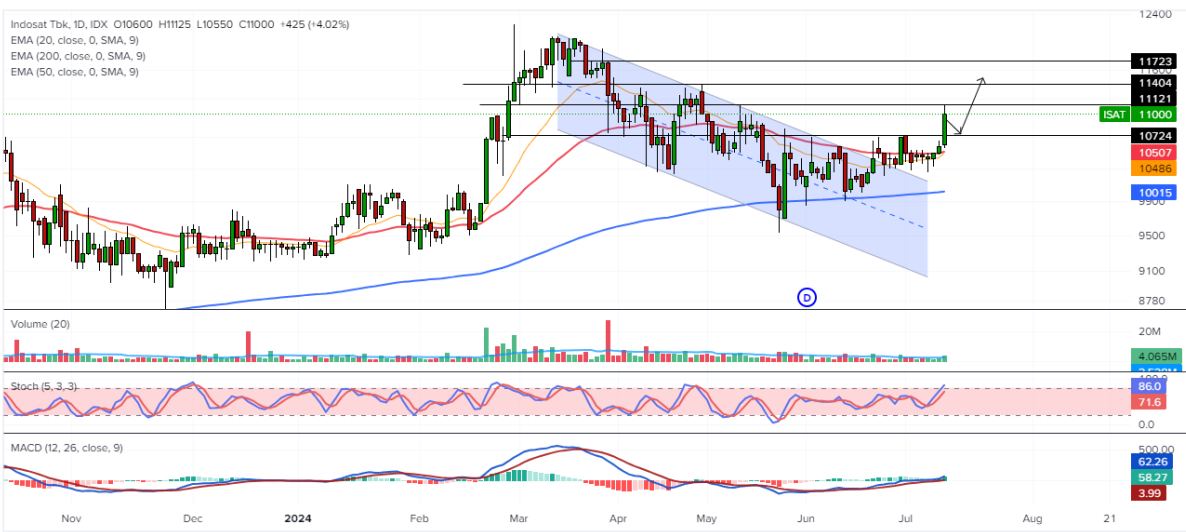 Indosat Tbk, 1D, IDX O10600 H11125 L10550 C11000 +425 (+4.02%)
EMA (20, close, 0, SMA, 9)
EMA (200, close, 0, SMA, 9)
EMA (50, close, 0, SMA, 9)
12400
11723
11404
11121
ISAT 11000
10724
10507
10486
10015
9900
9500
9100
8780
D
Volume (20)
20M
4.065M
Stoch (5, 3, 3)
86.0
71.6
0.0
MACD (12, 26, close, 9)
500.00
62.26
58.27
3.99
Nov Dec 2024 Feb Mar Apr May Jun Jul Aug 21